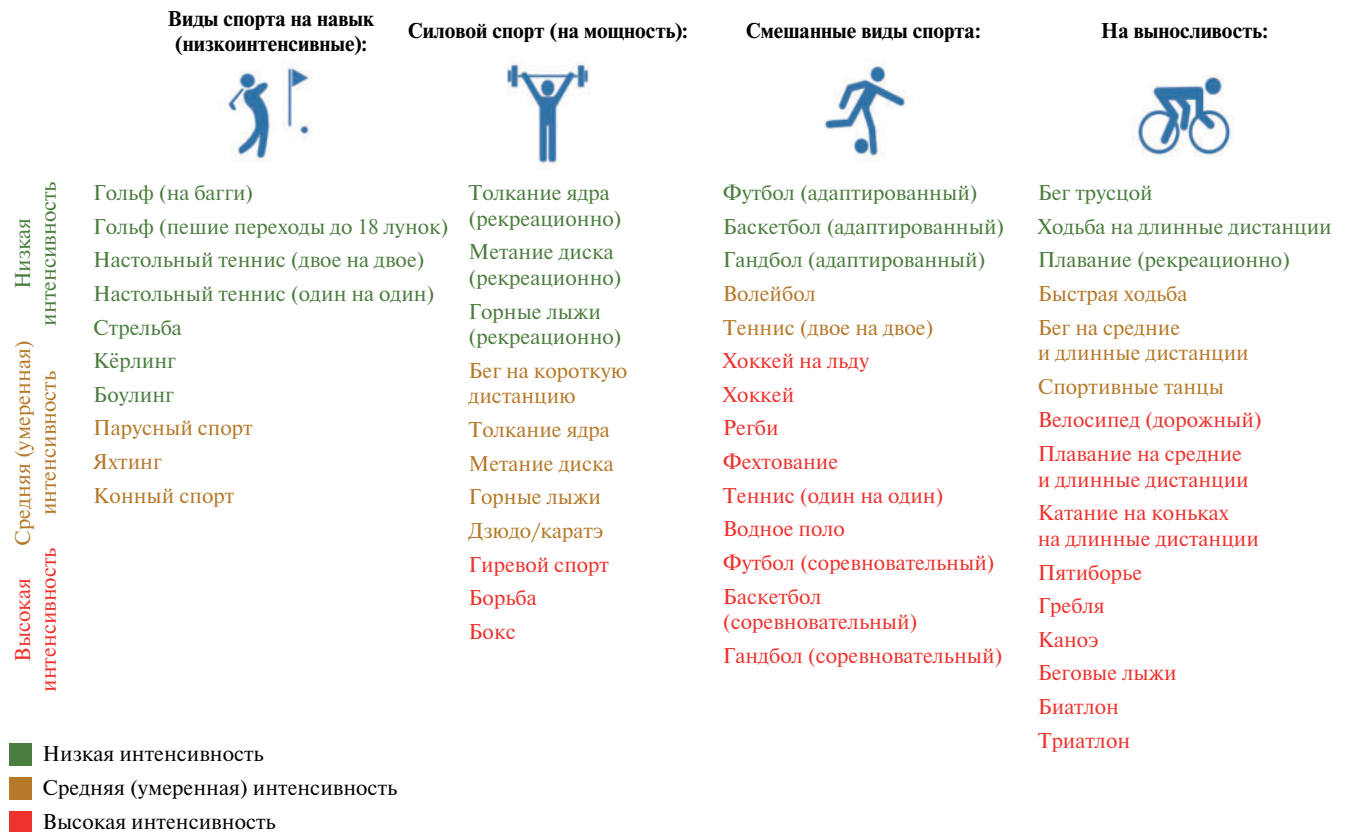 Виды спорта на навык
(низкоинтенсивные):
Силовой спорт (на мощность):
Смешанные виды спорта:
На выносливость:
Низкая
интенсивность
Средняя (умеренная)
интенсивность
Высокая
интенсивность
Гольф (на багги)
Гольф (пешие переходы до 18 лунок)
Настольный теннис (двое на двое)
Настольный теннис (один на один)
Стрельба
Кёрлинг
Боулинг
Парусный спорт
Яхтинг
Конный спорт
Толкание ядра
(рекреационно)
Метание диска
(рекреационно)
Горные лыжи
(рекреационно)
Бег на короткую
дистанцию
Толкание ядра
Метание диска
Горные лыжи
Дзюдо/каратэ
Гиревой спорт
Борьба
Бокс
Футбол (адаптированный)
Баскетбол (адаптированный)
Гандбол (адаптированный)
Волейбол
Теннис (двое на двое)
Хоккей на льду
Хоккей
Регби
Фехтование
Теннис (один на один)
Водное поло
Футбол (соревновательный)
Баскетбол
(соревновательный)
Гандбол (соревновательный)
Бег трусцой
Ходьба на длинные дистанции
Плавание (рекреационно)
Быстрая ходьба
Бег на средние
и длинные дистанции
Спортивные танцы
Велосипед (дорожный)
Плавание на средние
и длинные дистанции
Катание на коньках
на длинные дистанции
Пятиборье
Гребля
Каноэ
Беговые лыжи
Биатлон
Триатлон
Низкая интенсивность
Средняя (умеренная) интенсивность
Высокая интенсивность